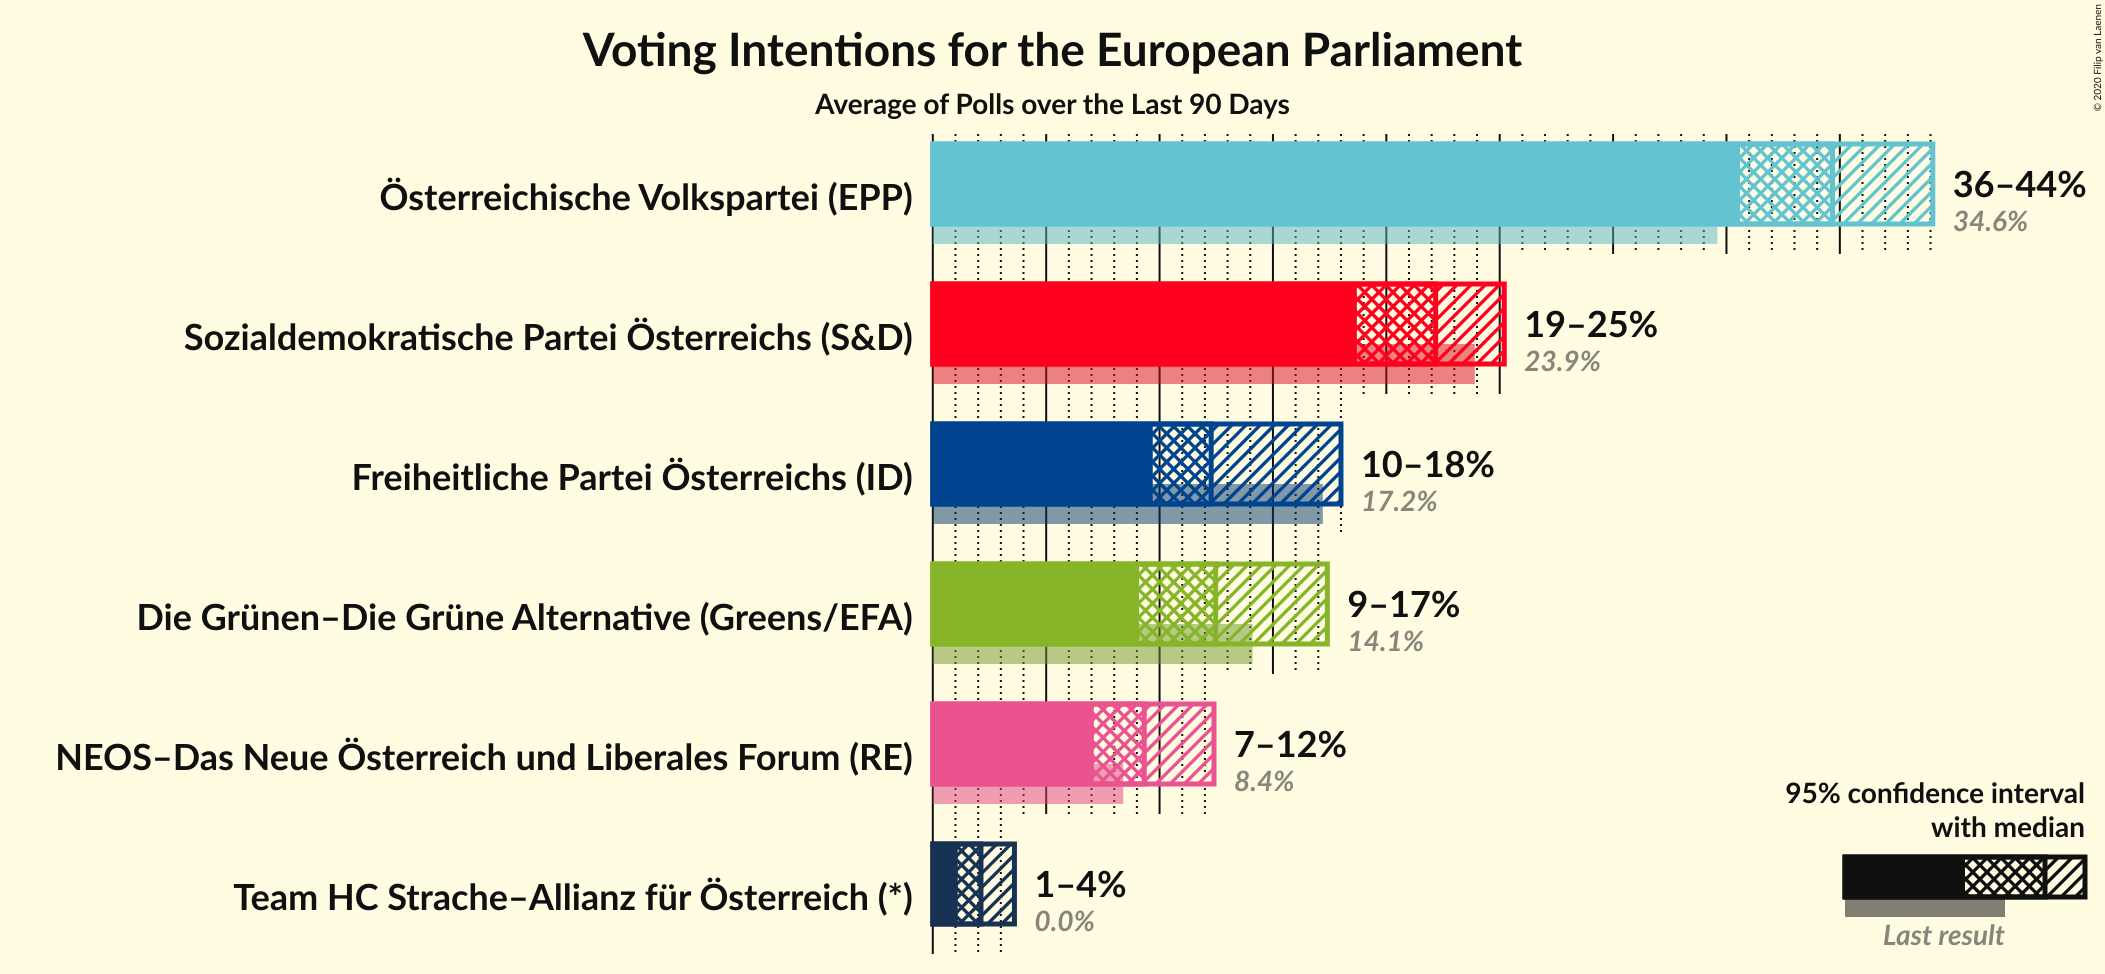 Voting Intentions for the European Parliament
Average of Polls over the Last 90 Days
© 2020 Filip van Laenen
Österreichische Volkspartei (EPP)
36–44%
34.6%
Sozialdemokratische Partei Österreichs (S&D)
19–25%
23.9%
Freiheitliche Partei Österreichs (ID)
10–18%
17.2%
Die Grünen–Die Grüne Alternative (Greens/EFA)
9–17%
14.1%
NEOS–Das Neue Österreich und Liberales Forum (RE)
7–12%
8.4%
Team HC Strache–Allianz für Österreich (*)
1–4%
0.0%
95% confidence interval
with median
Last result